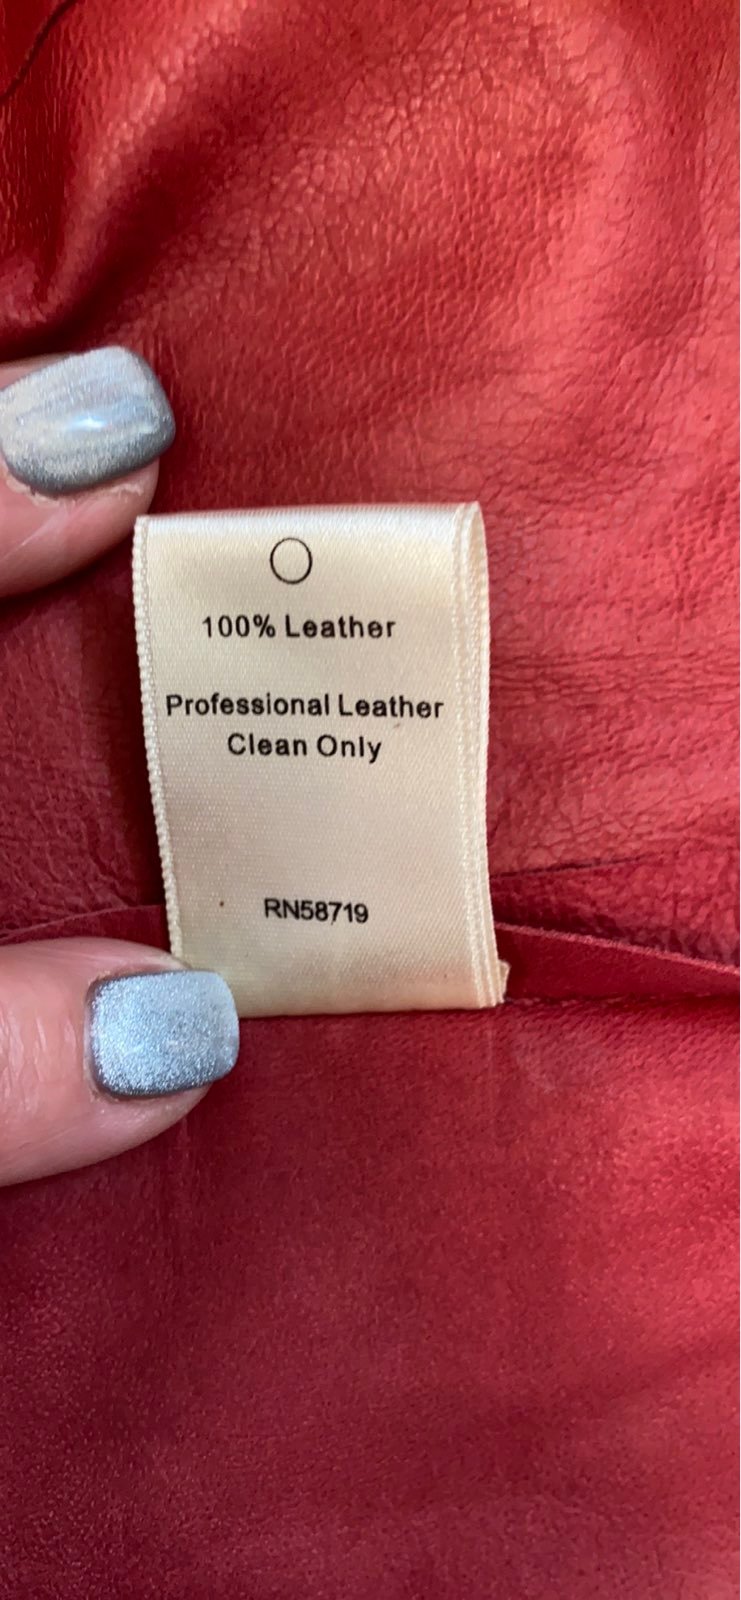 100% Leather
Professional Leather
Clean Only
RN58719